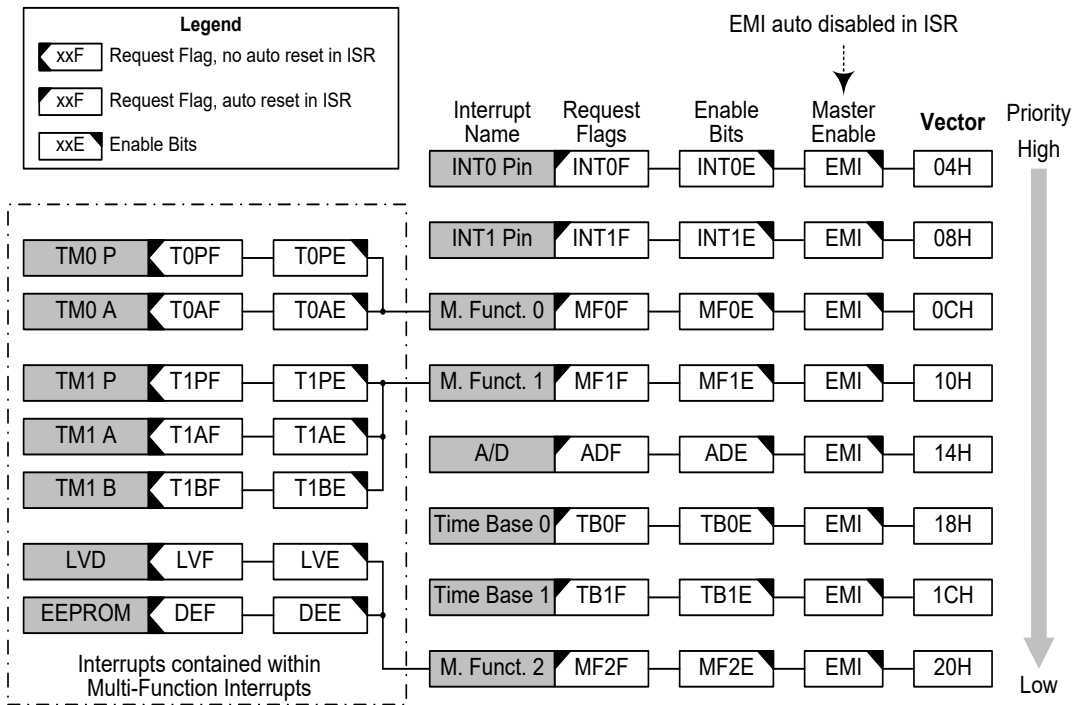 Legend
xxF Request Flag, no auto reset in ISR
xxF Request Flag, auto reset in ISR
xxE Enable Bits
EMI auto disabled in ISR
Interrupt Name
Request Flags
Enable Bits
Master Enable
Vector
Priority
High
INT0 Pin INT0F INT0E EMI 04H
INT1 Pin INT1F INT1E EMI 08H
TM0 P T0PF T0PE
TM0 A T0AF T0AE
M. Funct. 0 MF0F MF0E EMI 0CH
TM1 P T1PF T1PE
M. Funct. 1 MF1F MF1E EMI 10H
TM1 A T1AF T1AE
A/D ADF ADE EMI 14H
TM1 B T1BF T1BE
Time Base 0 TB0F TB0E EMI 18H
LVD LVF LVE
Time Base 1 TB1F TB1E EMI 1CH
EEPROM DEF DEE
M. Funct. 2 MF2F MF2E EMI 20H
Interrupts contained within
Multi-Function Interrupts
Low